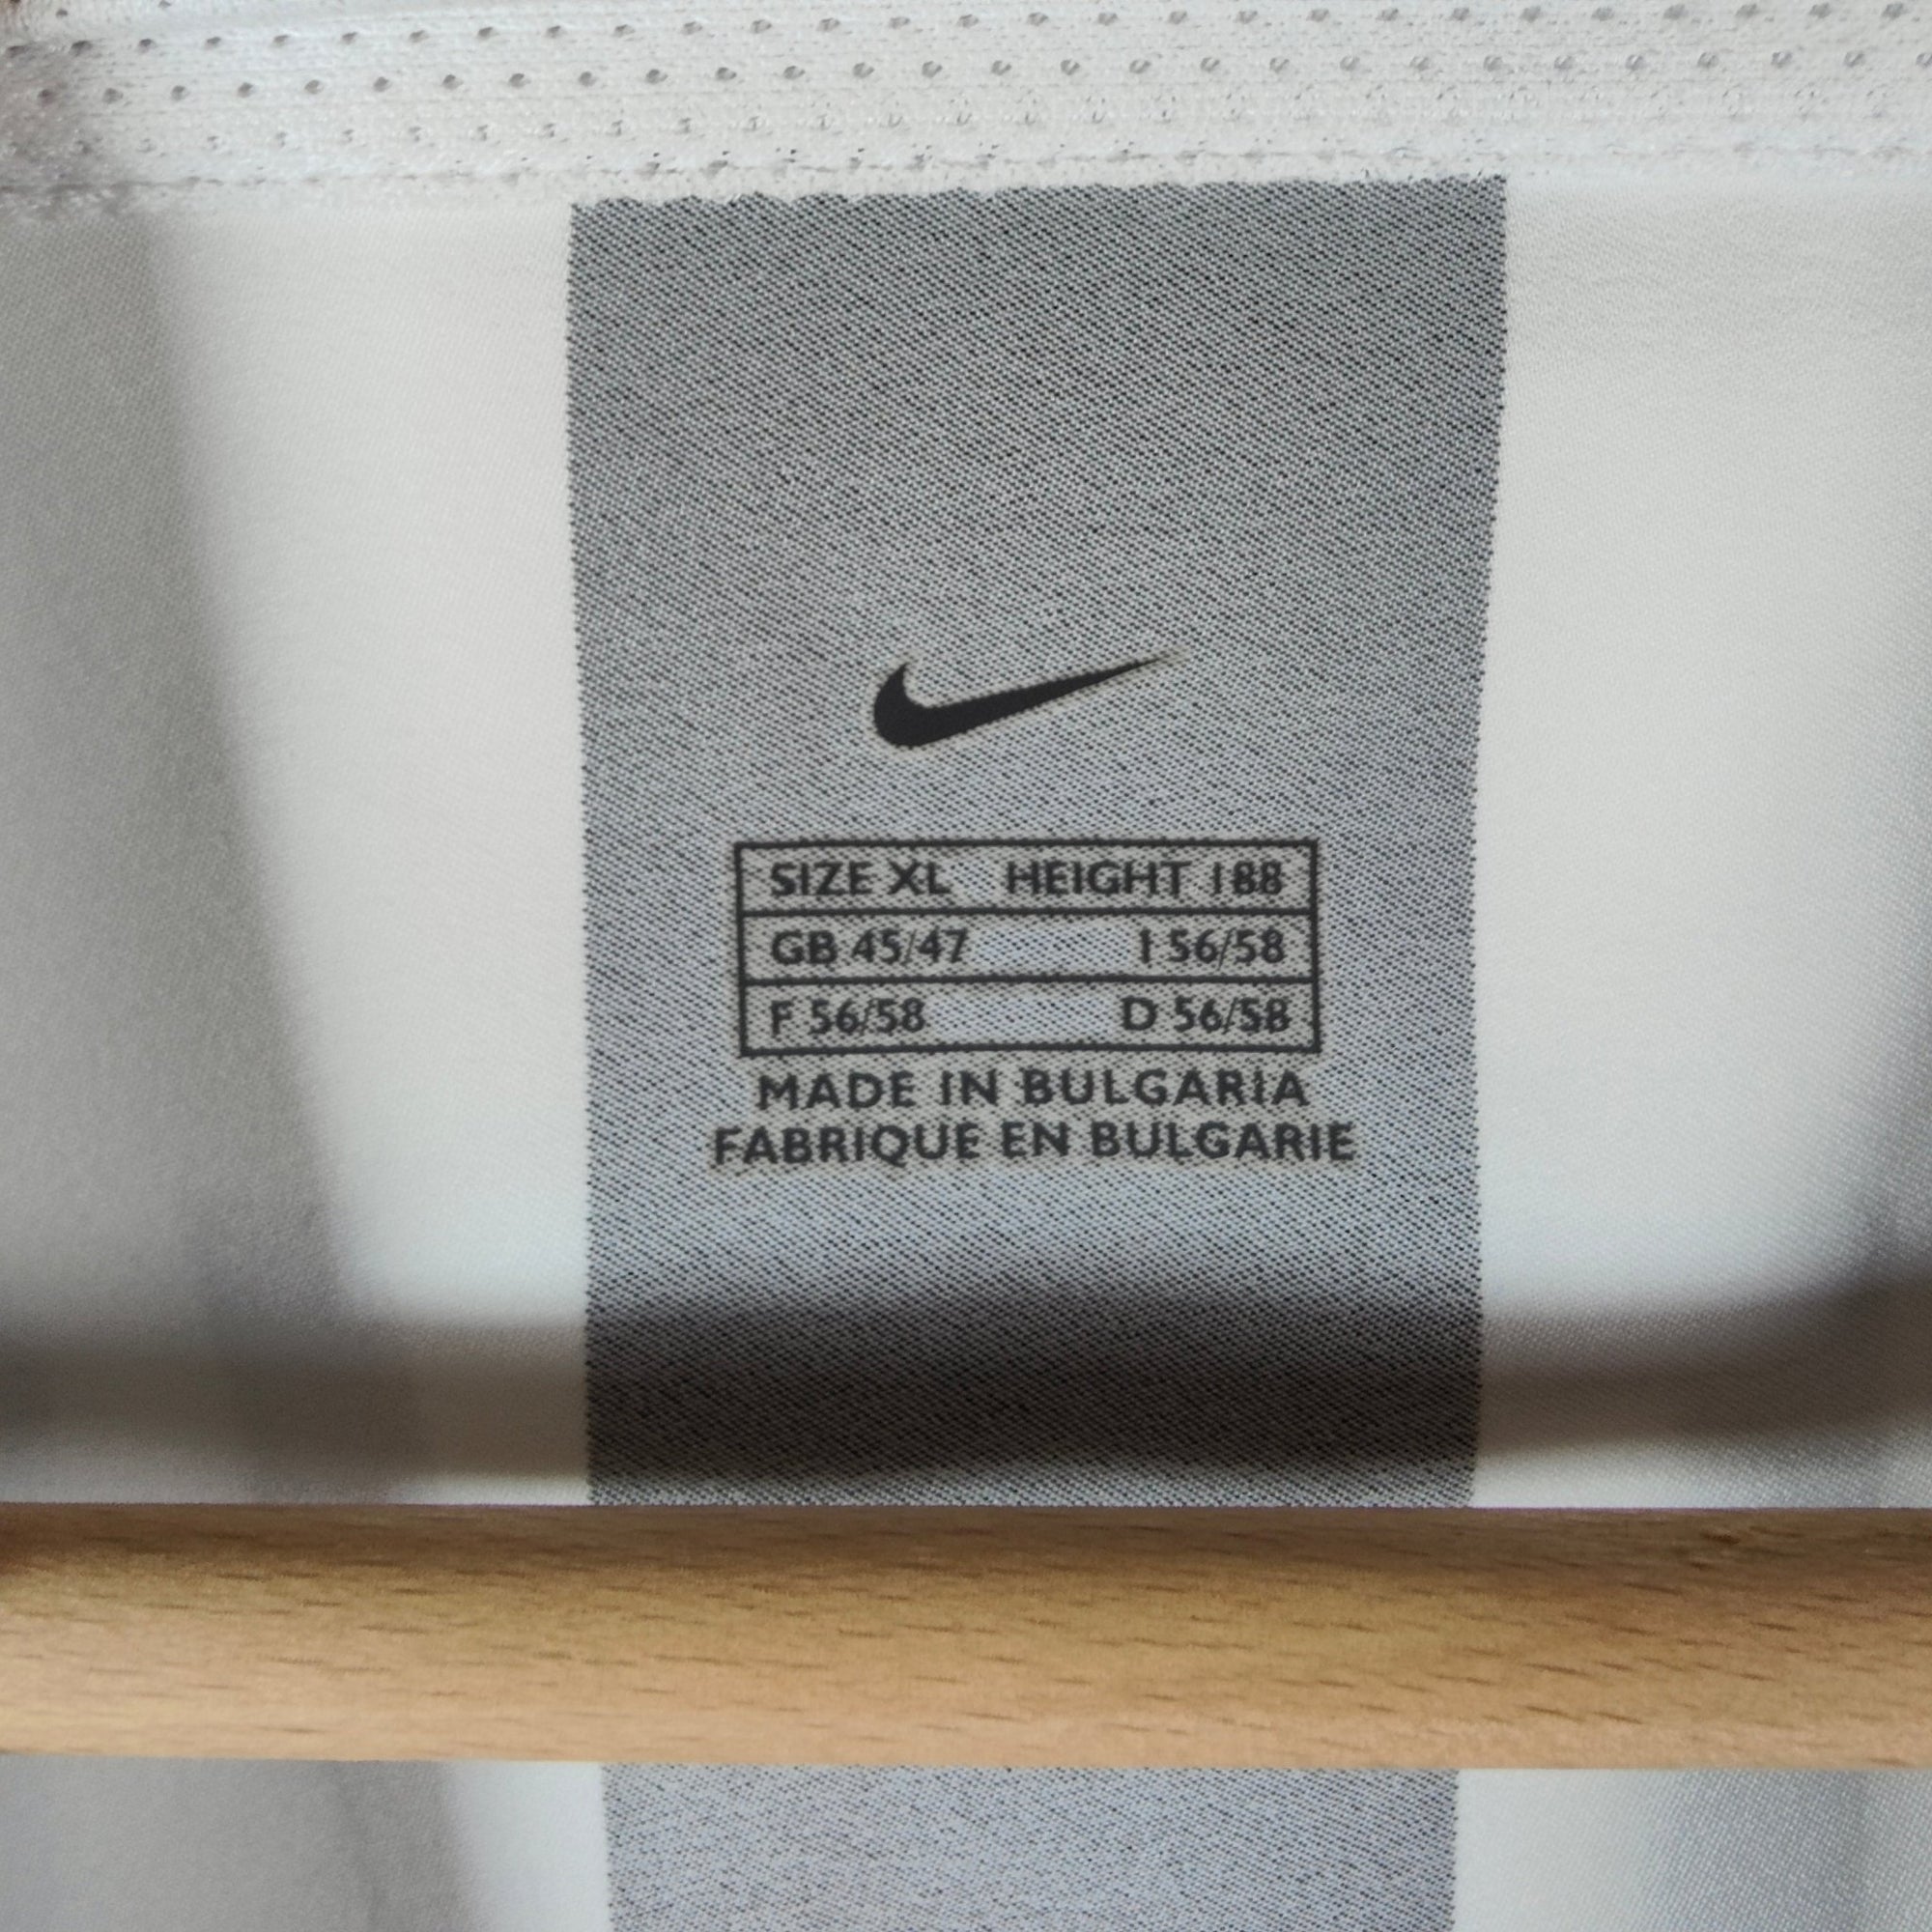 SIZE XL HEIGHT 188
GB 45/47 I 56/58
F 56/58 D 56/58
MADE IN BULGARIA
FABRIQUE EN BULGARIE